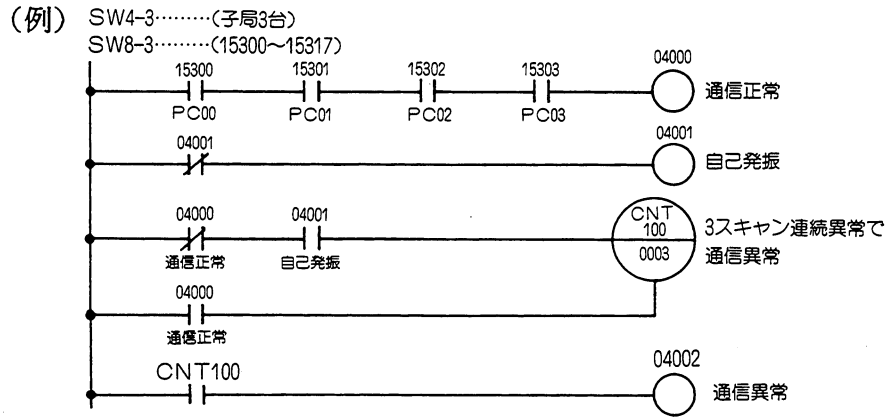 (例) SW4-3………(子局3台)
SW8-3………(15300～15317)
15300 15301 15302 15303 04000
PC00 PC01 PC02 PC03 通信正常
04001 04001
自己発振
04000 04001 CNT 100 0003 3スキャン連続異常で
通信正常 自己発振 通信異常
04000
通信正常
CNT100 04002
通信異常